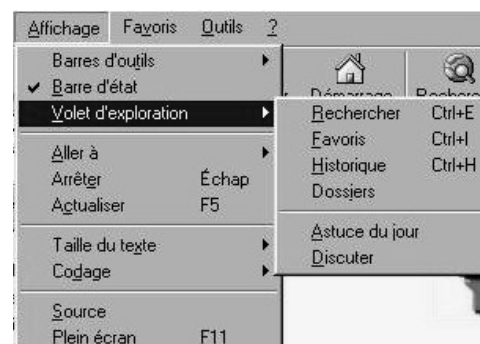 Affichage Favoris Outils ?
Barres d'outils
Barre d'état
Volet d'exploration
Aller à
Arrêter Échap
Actualiser F5
Taille du texte
Codage
Source
Plein écran F11
Démarrage
Rechercher Ctrl+E
Favoris Ctrl+I
Historique Ctrl+H
Dossiers
Astuce du jour
Discuter